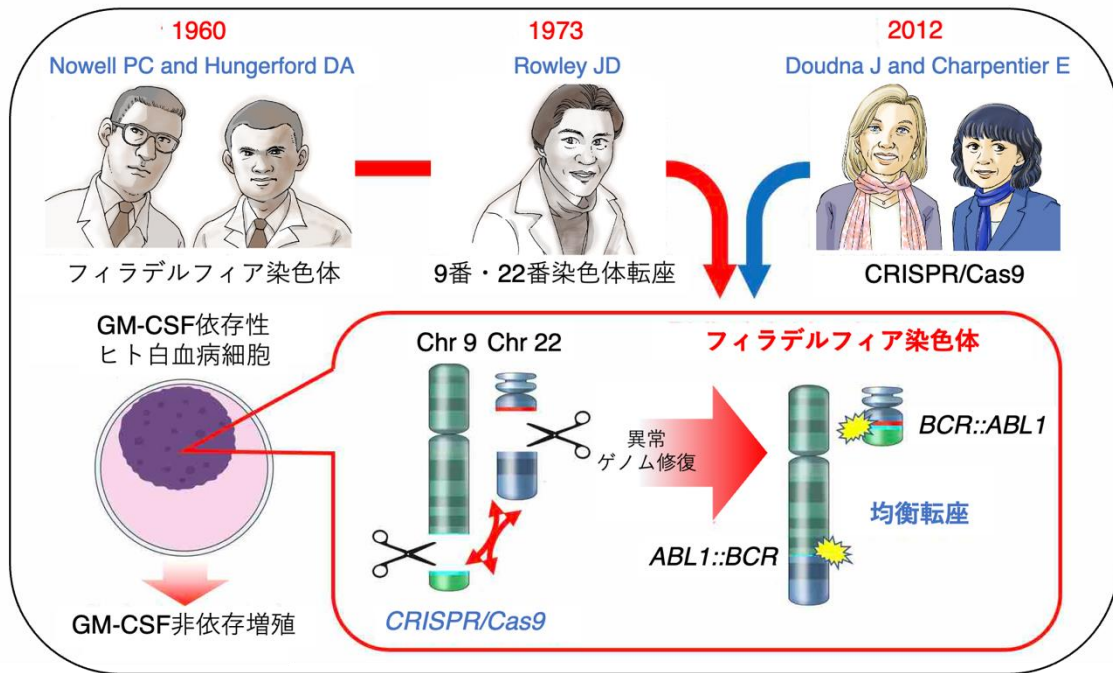 1960
Nowell PC and Hungerford DA
フィラデルフィア染色体
1973
Rowley JD
9番・22番染色体転座
2012
Doudna J and Charpentier E
CRISPR/Cas9
GM-CSF依存性
ヒト白血病細胞
GM-CSF非依存増殖
Chr 9 Chr 22
CRISPR/Cas9
異常
ゲノム修復
フィラデルフィア染色体
BCR::ABL1
均衡転座
ABL1::BCR